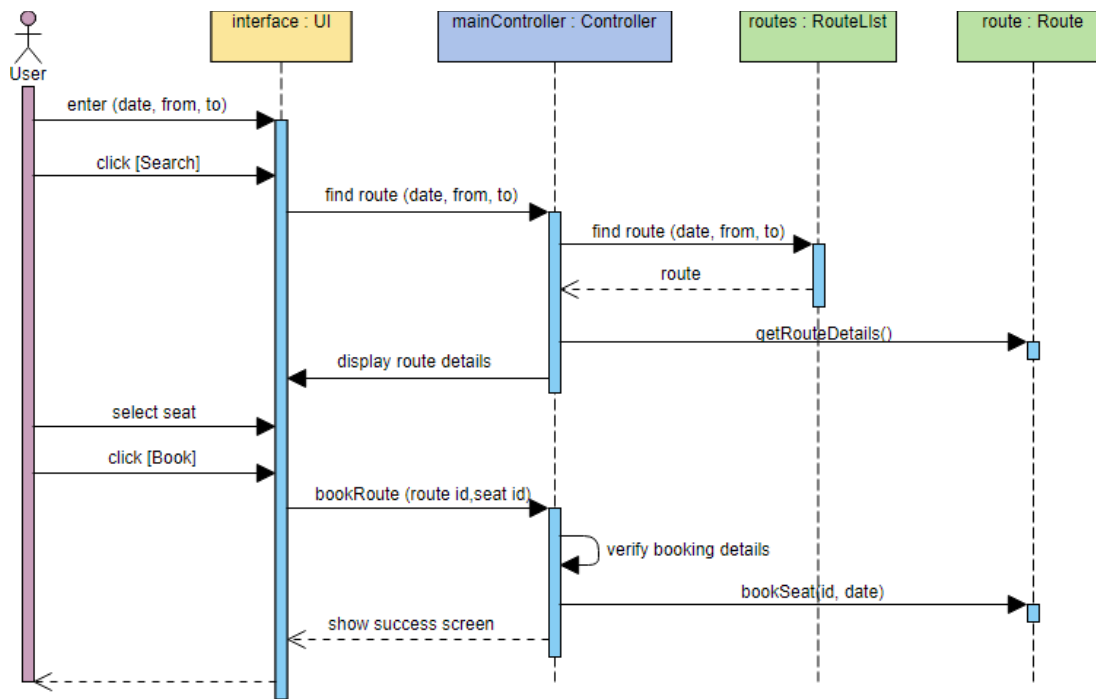 interface : UI
mainController : Controller
routes : RouteLIst
route : Route
User
enter (date, from, to)
click [Search]
find route (date, from, to)
find route (date, from, to)
route
getRouteDetails()
display route details
select seat
click [Book]
bookRoute (route id,seat id)
verify booking details
bookSeat(id, date)
show success screen